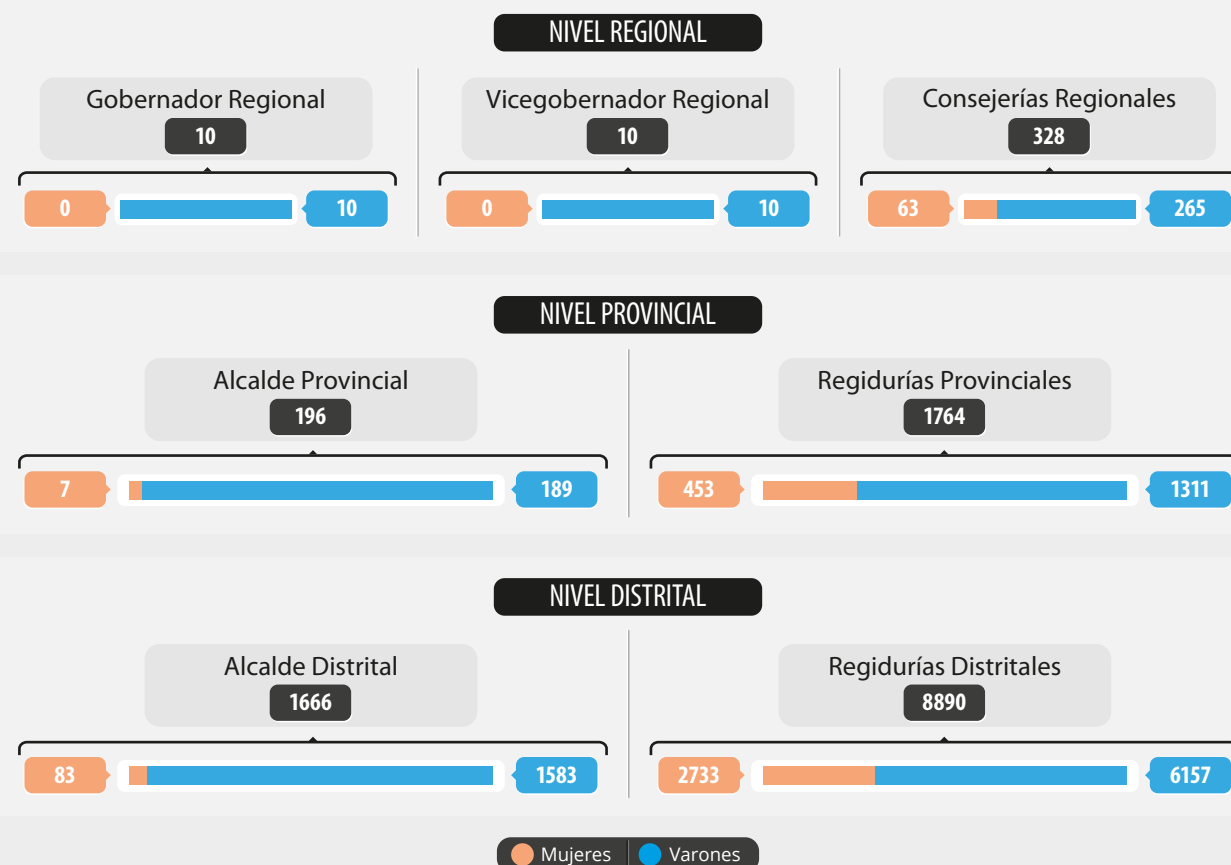 NIVEL REGIONAL
Gobernador Regional
10
0
10
Vicegobernador Regional
10
0
10
Consejerías Regionales
328
63
265
NIVEL PROVINCIAL
Alcalde Provincial
196
7
189
Regidurías Provinciales
1764
453
1311
NIVEL DISTRITAL
Alcalde Distrital
1666
83
1583
Regidurías Distritales
8890
2733
6157
Mujeres
Varones